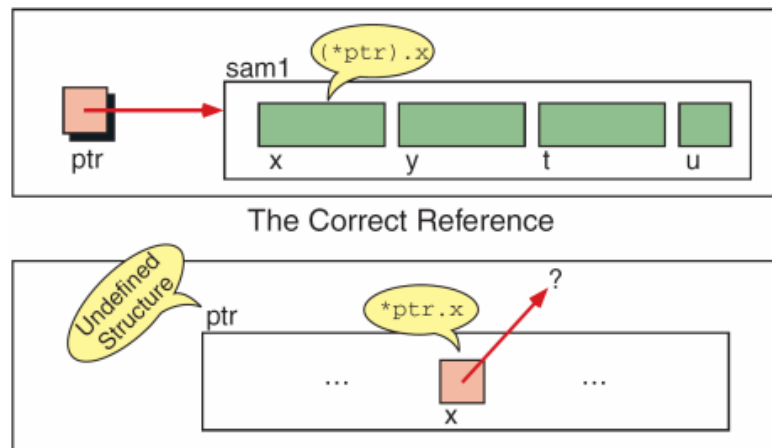 (*ptr).x
sam1
ptr
x y t u
The Correct Reference
Undefined
Structure
ptr
*ptr.x
?
... ...
x